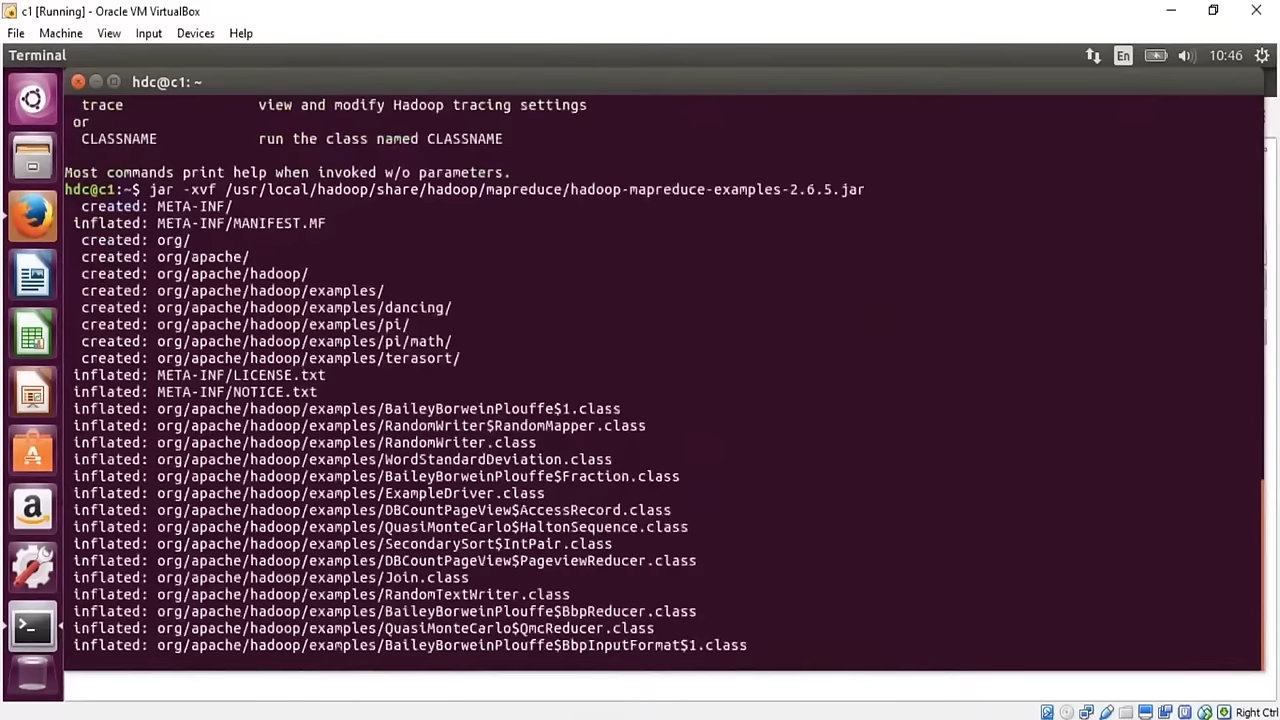 c1 [Running] - Oracle VM VirtualBox
File Machine View Input Devices Help
Terminal En 10:46
hdc@c1: ~
trace view and modify Hadoop tracing settings
or
CLASSNAME run the class named CLASSNAME
Most commands print help when invoked w/o parameters.
hdc@c1:~$ jar -xvf /usr/local/hadoop/share/hadoop/mapreduce/hadoop-mapreduce-examples-2.6.5.jar
created: META-INF/
inflated: META-INF/MANIFEST.MF
created: org/
created: org/apache/
created: org/apache/hadoop/
created: org/apache/hadoop/examples/
created: org/apache/hadoop/examples/dancing/
created: org/apache/hadoop/examples/pi/
created: org/apache/hadoop/examples/pi/math/
created: org/apache/hadoop/examples/terasort/
inflated: META-INF/LICENSE.txt
inflated: META-INF/NOTICE.txt
inflated: org/apache/hadoop/examples/BaileyBorweinPlouffe$1.class
inflated: org/apache/hadoop/examples/RandomWriter$RandomMapper.class
inflated: org/apache/hadoop/examples/RandomWriter.class
inflated: org/apache/hadoop/examples/WordStandardDeviation.class
inflated: org/apache/hadoop/examples/BaileyBorweinPlouffe$Fraction.class
inflated: org/apache/hadoop/examples/ExampleDriver.class
inflated: org/apache/hadoop/examples/DBCountPageView$AccessRecord.class
inflated: org/apache/hadoop/examples/QuasiMonteCarlo$HaltonSequence.class
inflated: org/apache/hadoop/examples/SecondarySort$IntPair.class
inflated: org/apache/hadoop/examples/DBCountPageView$PageviewReducer.class
inflated: org/apache/hadoop/examples/Join.class
inflated: org/apache/hadoop/examples/RandomTextWriter.class
inflated: org/apache/hadoop/examples/BaileyBorweinPlouffe$BbpReducer.class
inflated: org/apache/hadoop/examples/QuasiMonteCarlo$QmcReducer.class
inflated: org/apache/hadoop/examples/BaileyBorweinPlouffe$BbpInputFormat$1.class
Right Ctrl